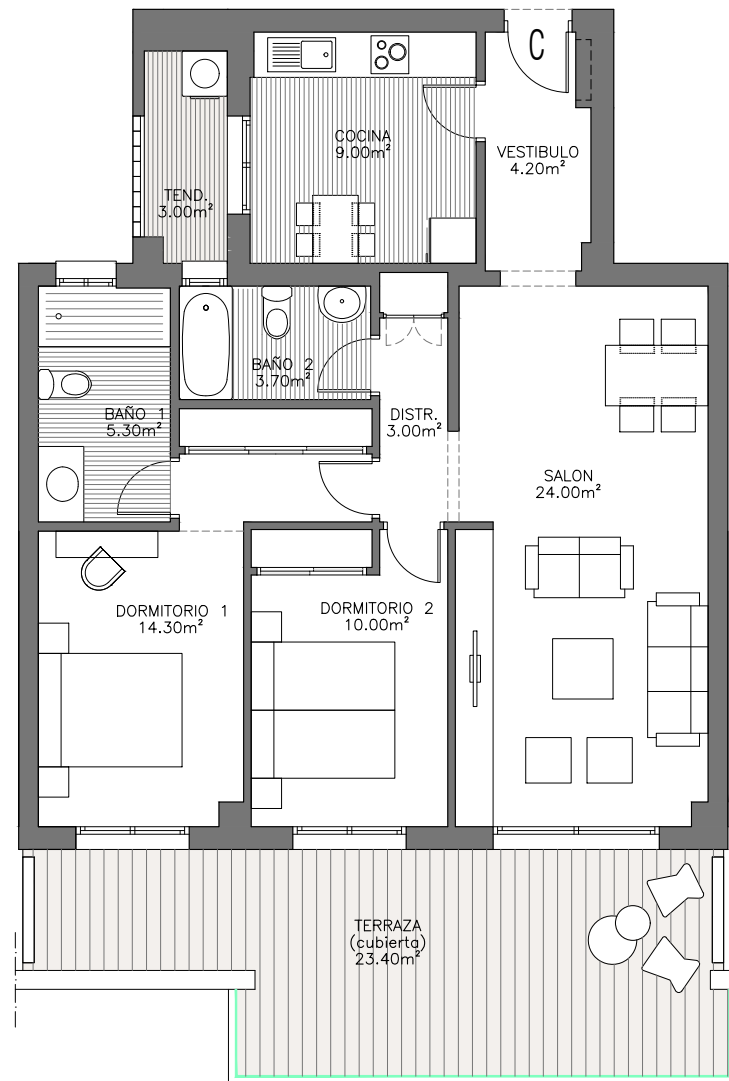 C
COCINA
9.00m²
VESTIBULO
4.20m²
TEND.
3.00m²
BAÑO 2
3.70m²
BAÑO 1
5.30m²
DISTR.
3.00m²
SALON
24.00m²
DORMITORIO 1
14.30m²
DORMITORIO 2
10.00m²
TERRAZA
(cubierta)
23.40m²